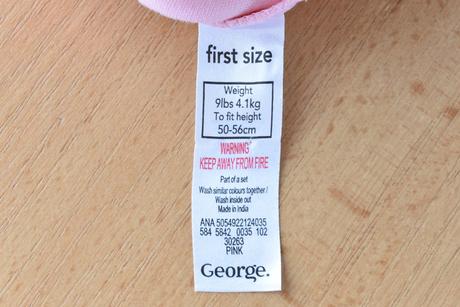 first size
Weight
9lbs 4.1kg
To fit height
50-56cm
WARNING
KEEP AWAY FROM FIRE
Part of a set
Wash similar colours together /
Wash inside out
Made in India
ANA 5054922124035
584 5842 0035 102
30263
PINK
George.